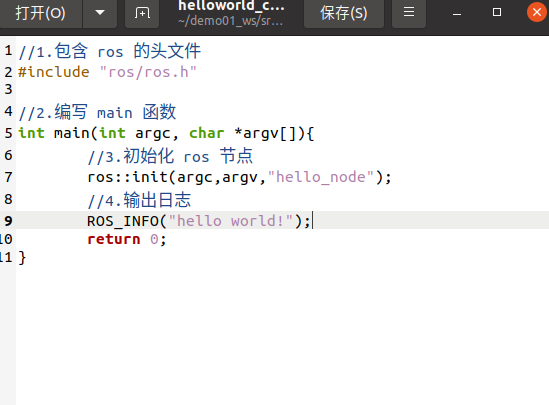 打开(O)
helloworld_c...
~/demo01_ws/sr...
保存(S)
1 //1.包含 ros 的头文件
2 #include "ros/ros.h"
3
4 //2.编写 main 函数
5 int main(int argc, char *argv[]){
6 //3.初始化 ros 节点
7 ros::init(argc,argv,"hello_node");
8 //4.输出日志
9 ROS_INFO("hello world!");
10 return 0;
11 }